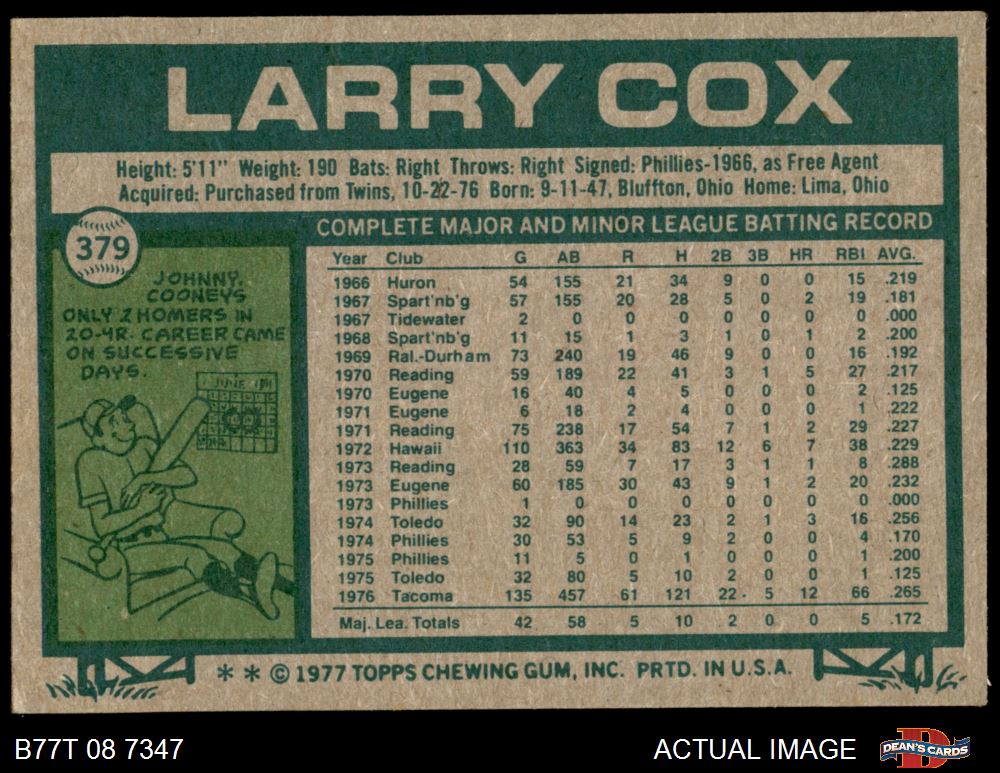 LARRY COX
Height: 5'11" Weight: 190 Bats: Right Throws: Right Signed: Phillies-1966, as Free Agent
Acquired: Purchased from Twins, 10-22-76 Born: 9-11-47, Bluffton, Ohio Home: Lima, Ohio
379
JOHNNY
COONEYS
ONLY 2 HOMERS IN
20-YR. CAREER CAME
ON SUCCESSIVE
DAYS.
JUNE
COMPLETE MAJOR AND MINOR LEAGUE BATTING RECORD
Year Club G AB R H 2B 3B HR RBI AVG.
1966 Huron 54 155 21 34 9 0 0 15 .219
1967 Spart'nb'g 57 155 20 28 5 0 2 19 .181
1967 Tidewater 2 0 0 0 0 0 0 0 .000
1968 Spart'nb'g 11 15 1 3 1 0 1 2 .200
1969 Ral.-Durham 73 240 19 46 9 0 0 16 .192
1970 Reading 59 189 22 41 3 1 5 27 .217
1970 Eugene 16 40 4 5 0 0 0 2 .125
1971 Eugene 6 18 2 4 0 0 0 1 .222
1971 Reading 75 238 17 54 7 1 2 29 .227
1972 Hawaii 110 363 34 83 12 6 7 38 .229
1973 Reading 28 59 7 17 3 1 1 8 .288
1973 Eugene 60 185 30 43 9 1 2 20 .232
1973 Phillies 1 0 0 0 0 0 0 0 .000
1974 Toledo 32 90 14 23 2 1 3 16 .256
1974 Phillies 30 53 5 9 2 0 0 4 .170
1975 Phillies 11 5 0 1 0 0 0 1 .200
1975 Toledo 32 80 5 10 2 0 0 1 .125
1976 Tacoma 135 457 61 121 22 5 12 66 .265
Maj. Lea. Totals 42 58 5 10 2 0 0 5 .172
* * © 1977 TOPPS CHEWING GUM, INC. PRTD. IN U.S.A.
B77T 08 7347
ACTUAL IMAGE
DEAN'S CARDS